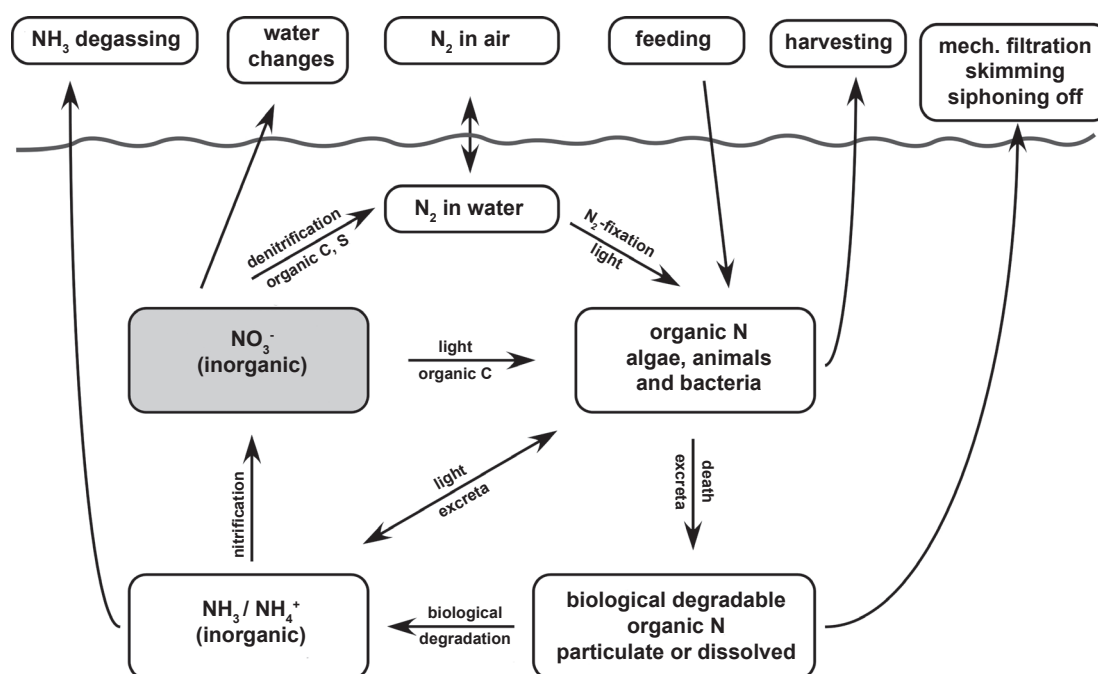 NH₃ degassing
water
changes
N₂ in air
feeding
harvesting
mech. filtration
skimming
siphoning off
N₂ in water
denitrification
organic C, S
N₂-fixation
light
NO₃⁻
(inorganic)
light
organic C
organic N
algae, animals
and bacteria
nitrification
light
excreta
death
excreta
NH₃ / NH₄⁺
(inorganic)
biological
degradation
biological degradable
organic N
particulate or dissolved